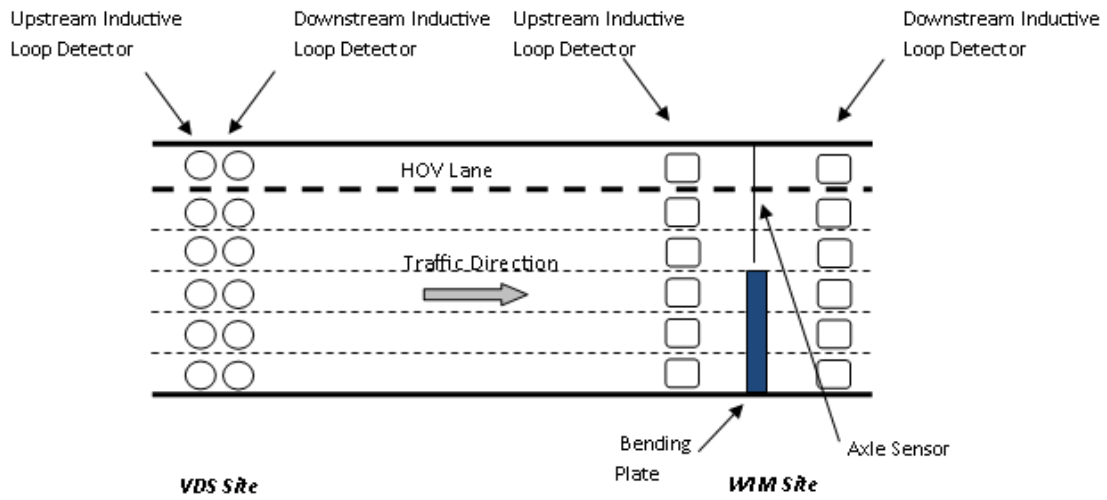 Upstream Inductive
Loop Detector
Downstream Inductive
Loop Detector
Upstream Inductive
Loop Detector
Downstream Inductive
Loop Detector
HOV Lane
Traffic Direction
Bending
Plate
Axle Sensor
VDS Site
WIM Site